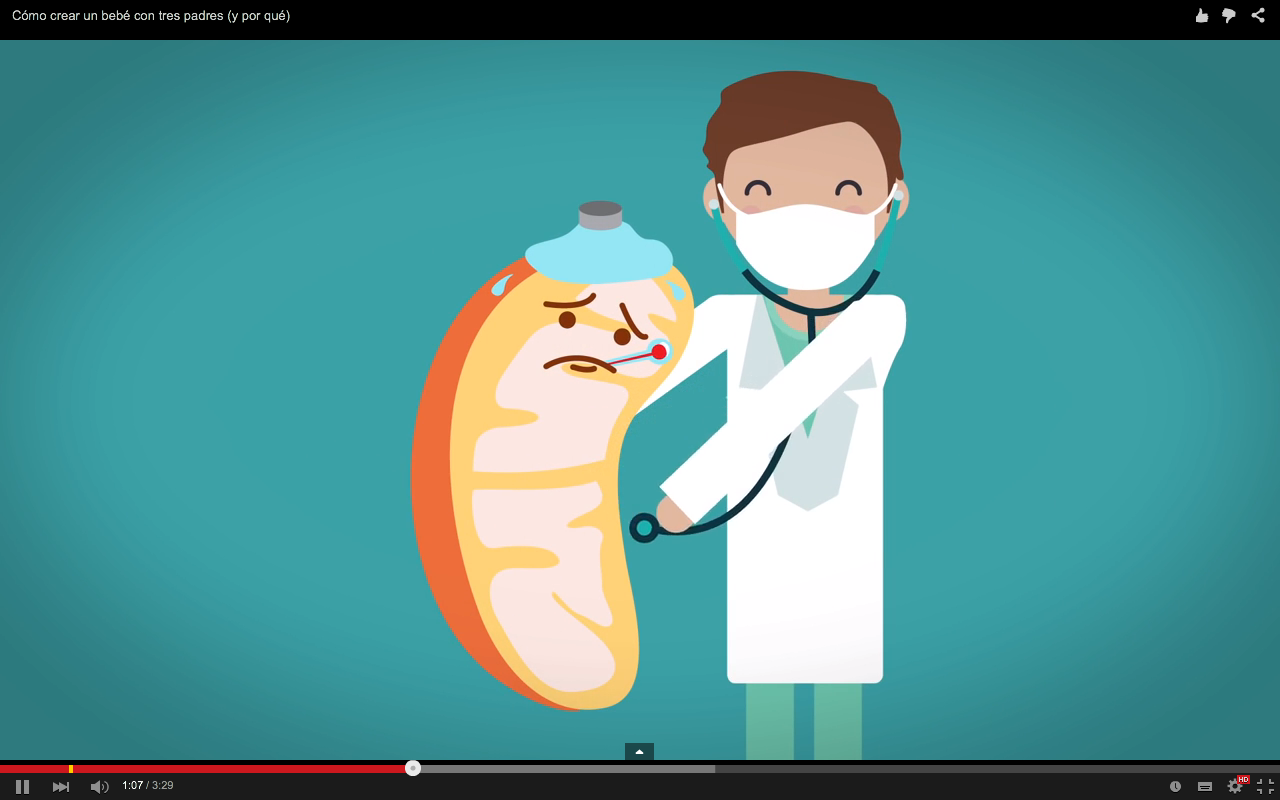 Cómo crear un bebé con tres padres (y por qué)
1:07 / 3:29
HD